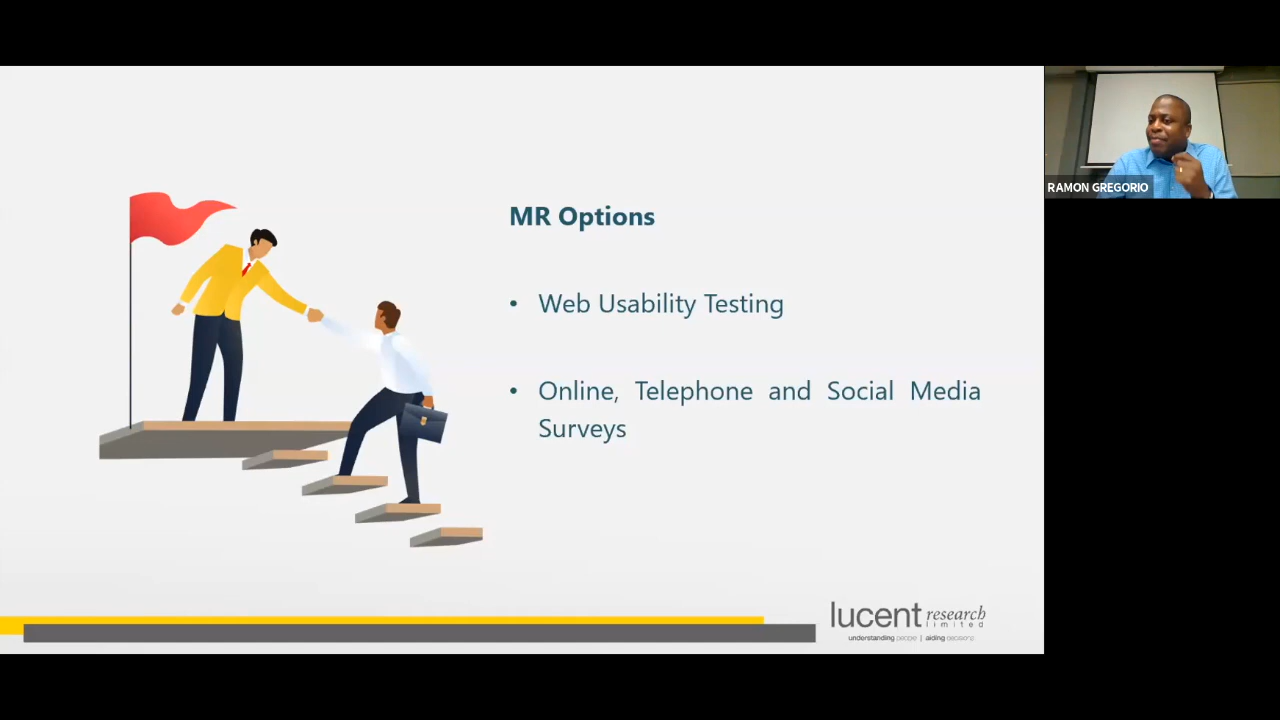 MR Options
• Web Usability Testing
• Online, Telephone and Social Media
Surveys
RAMON GREGORIO
lucent research
limited
understanding people | aiding decisions